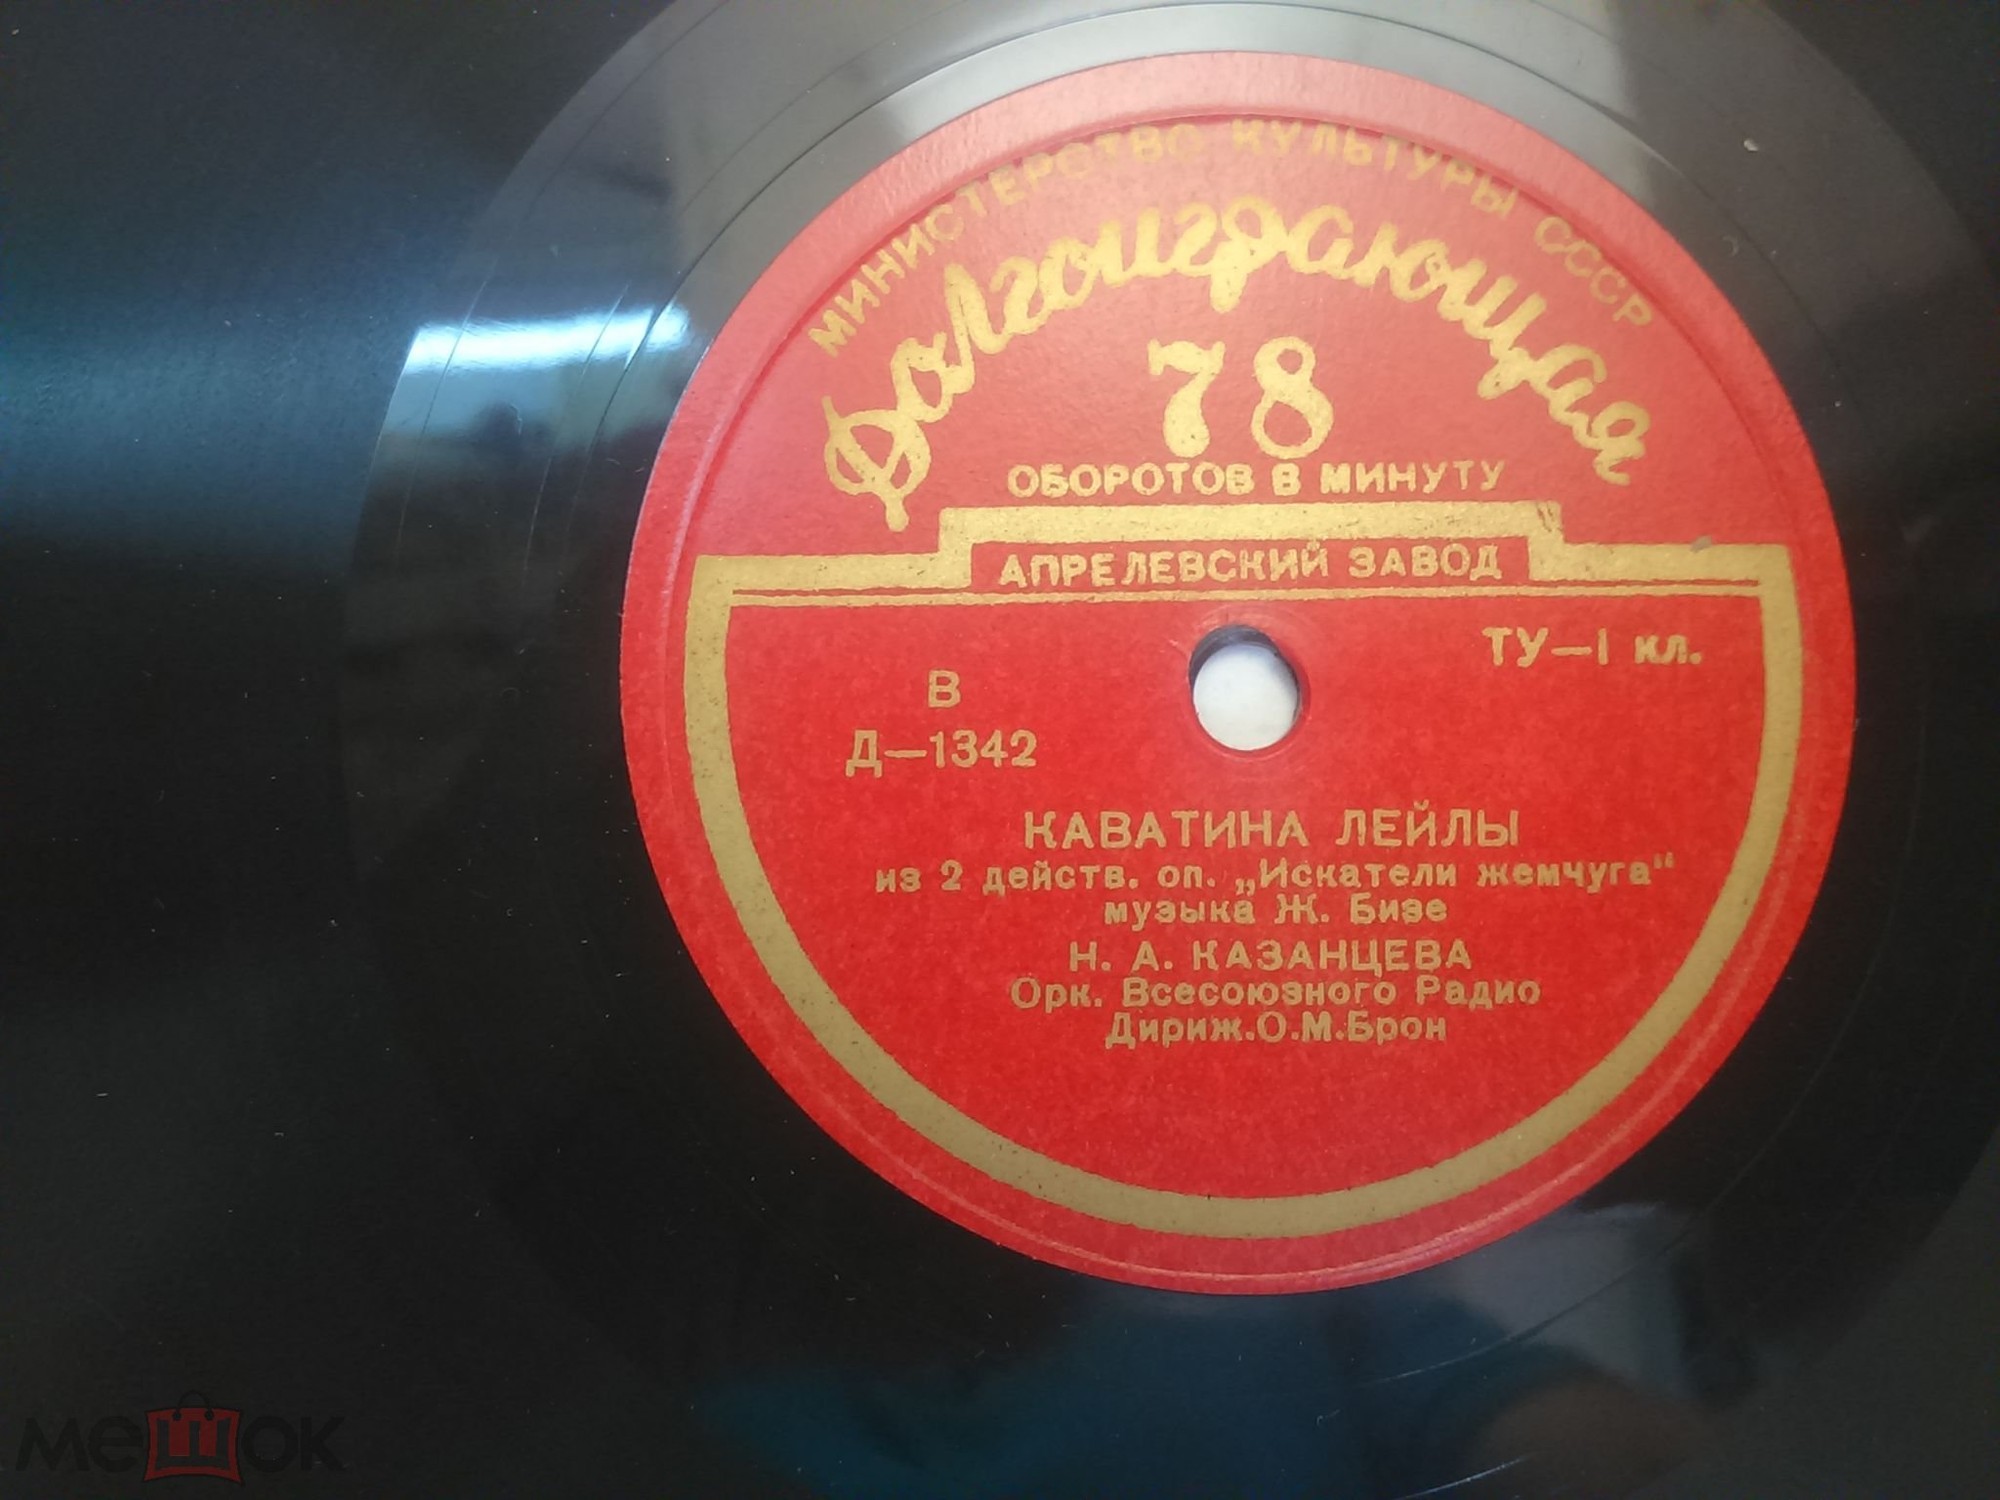 МИНИСТЕРСТВО КУЛЬТУРЫ СССР
Долгоиграющая
78
ОБОРОТОВ В МИНУТУ
АПРЕЛЕВСКИЙ ЗАВОД
ТУ—I кл.
В
Д—1342
КАВАТИНА ЛЕЙЛЫ
из 2 действ. оп. „Искатели жемчуга“
музыка Ж. Бизе
Н. А. КАЗАНЦЕВА
Орк. Всесоюзного Радио
Дириж.О.М.Брон
мешок